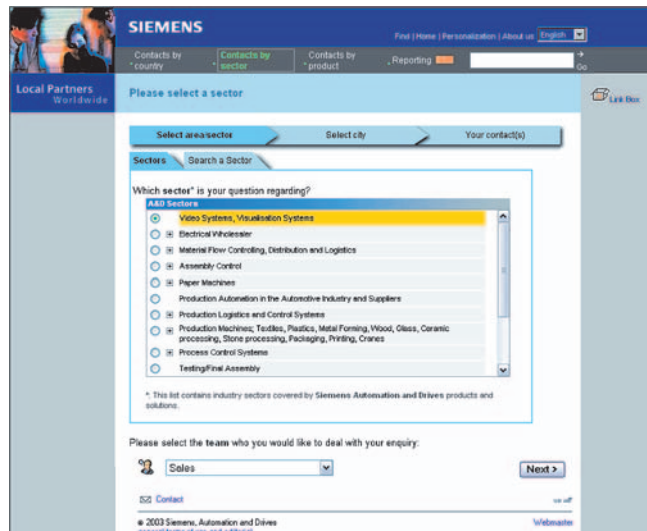 SIEMENS
Find | Home | Personalization | About us English
Contacts by country
Contacts by sector
Contacts by product
Reporting
Go
Local Partners
Worldwide
Please select a sector
Link Box
Select area/sector
Select city
Your contact(s)
Sectors
Search a Sector
Which sector* is your question regarding?
A&D Sectors
Video Systems, Visualisation Systems
Electrical Wholesaler
Material Flow Controlling, Distribution and Logistics
Assembly Control
Paper Machines
Production Automation in the Automotive Industry and Suppliers
Production Logistics and Control Systems
Production Machines; Textiles, Plastics, Metal Forming, Wood, Glass, Ceramic
processing, Stone processing, Packaging, Printing, Cranes
Process Control Systems
Testing/Final Assembly
*: This list contains industry sectors covered by Siemens Automation and Drives products and
solutions.
Please select the team who you would like to deal with your enquiry:
Sales
Next >
Contact
© 2003 Siemens, Automation and Drives
Webmaster